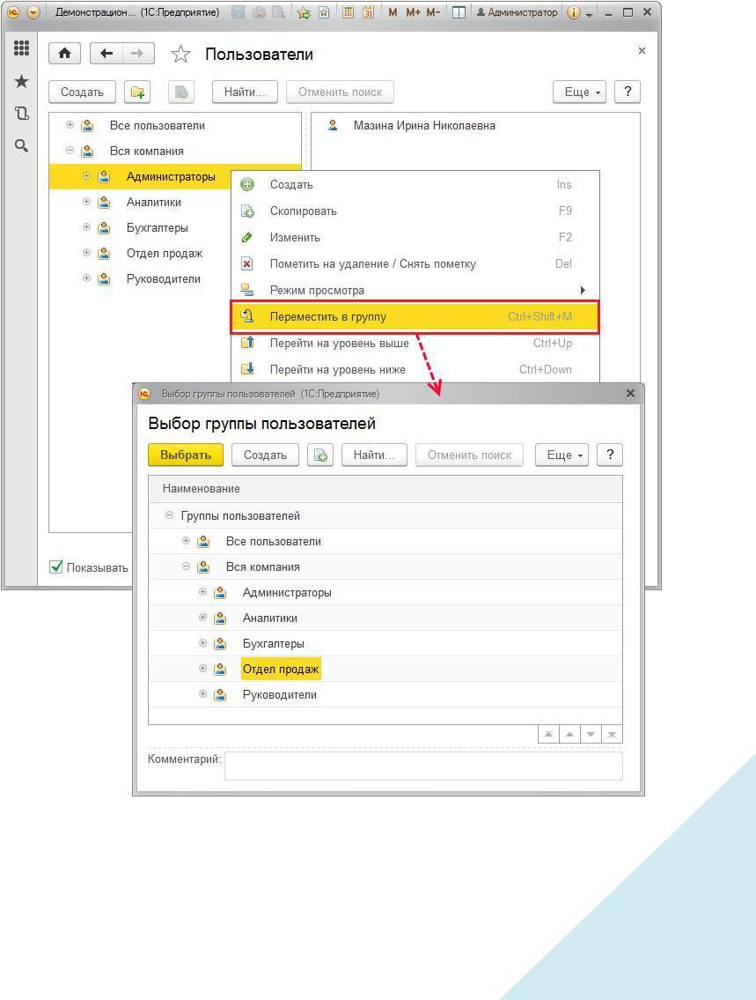 Демонстрацион... (1С:Предприятие) M M+ M- Администратор
Пользователи
Создать Найти... Отменить поиск Еще ?
Все пользователи
Вся компания
Администраторы
Аналитики
Бухгалтеры
Отдел продаж
Руководители
Мазина Ирина Николаевна
Создать Ins
Скопировать F9
Изменить F2
Пометить на удаление / Снять пометку Del
Режим просмотра
Переместить в группу Ctrl+Shift+M
Перейти на уровень выше Ctrl+Up
Перейти на уровень ниже Ctrl+Down
Показывать
Выбор группы пользователей (1С:Предприятие)
Выбор группы пользователей
Выбрать Создать Найти... Отменить поиск Еще ?
Наименование
Группы пользователей
Все пользователи
Вся компания
Администраторы
Аналитики
Бухгалтеры
Отдел продаж
Руководители
Комментарий: